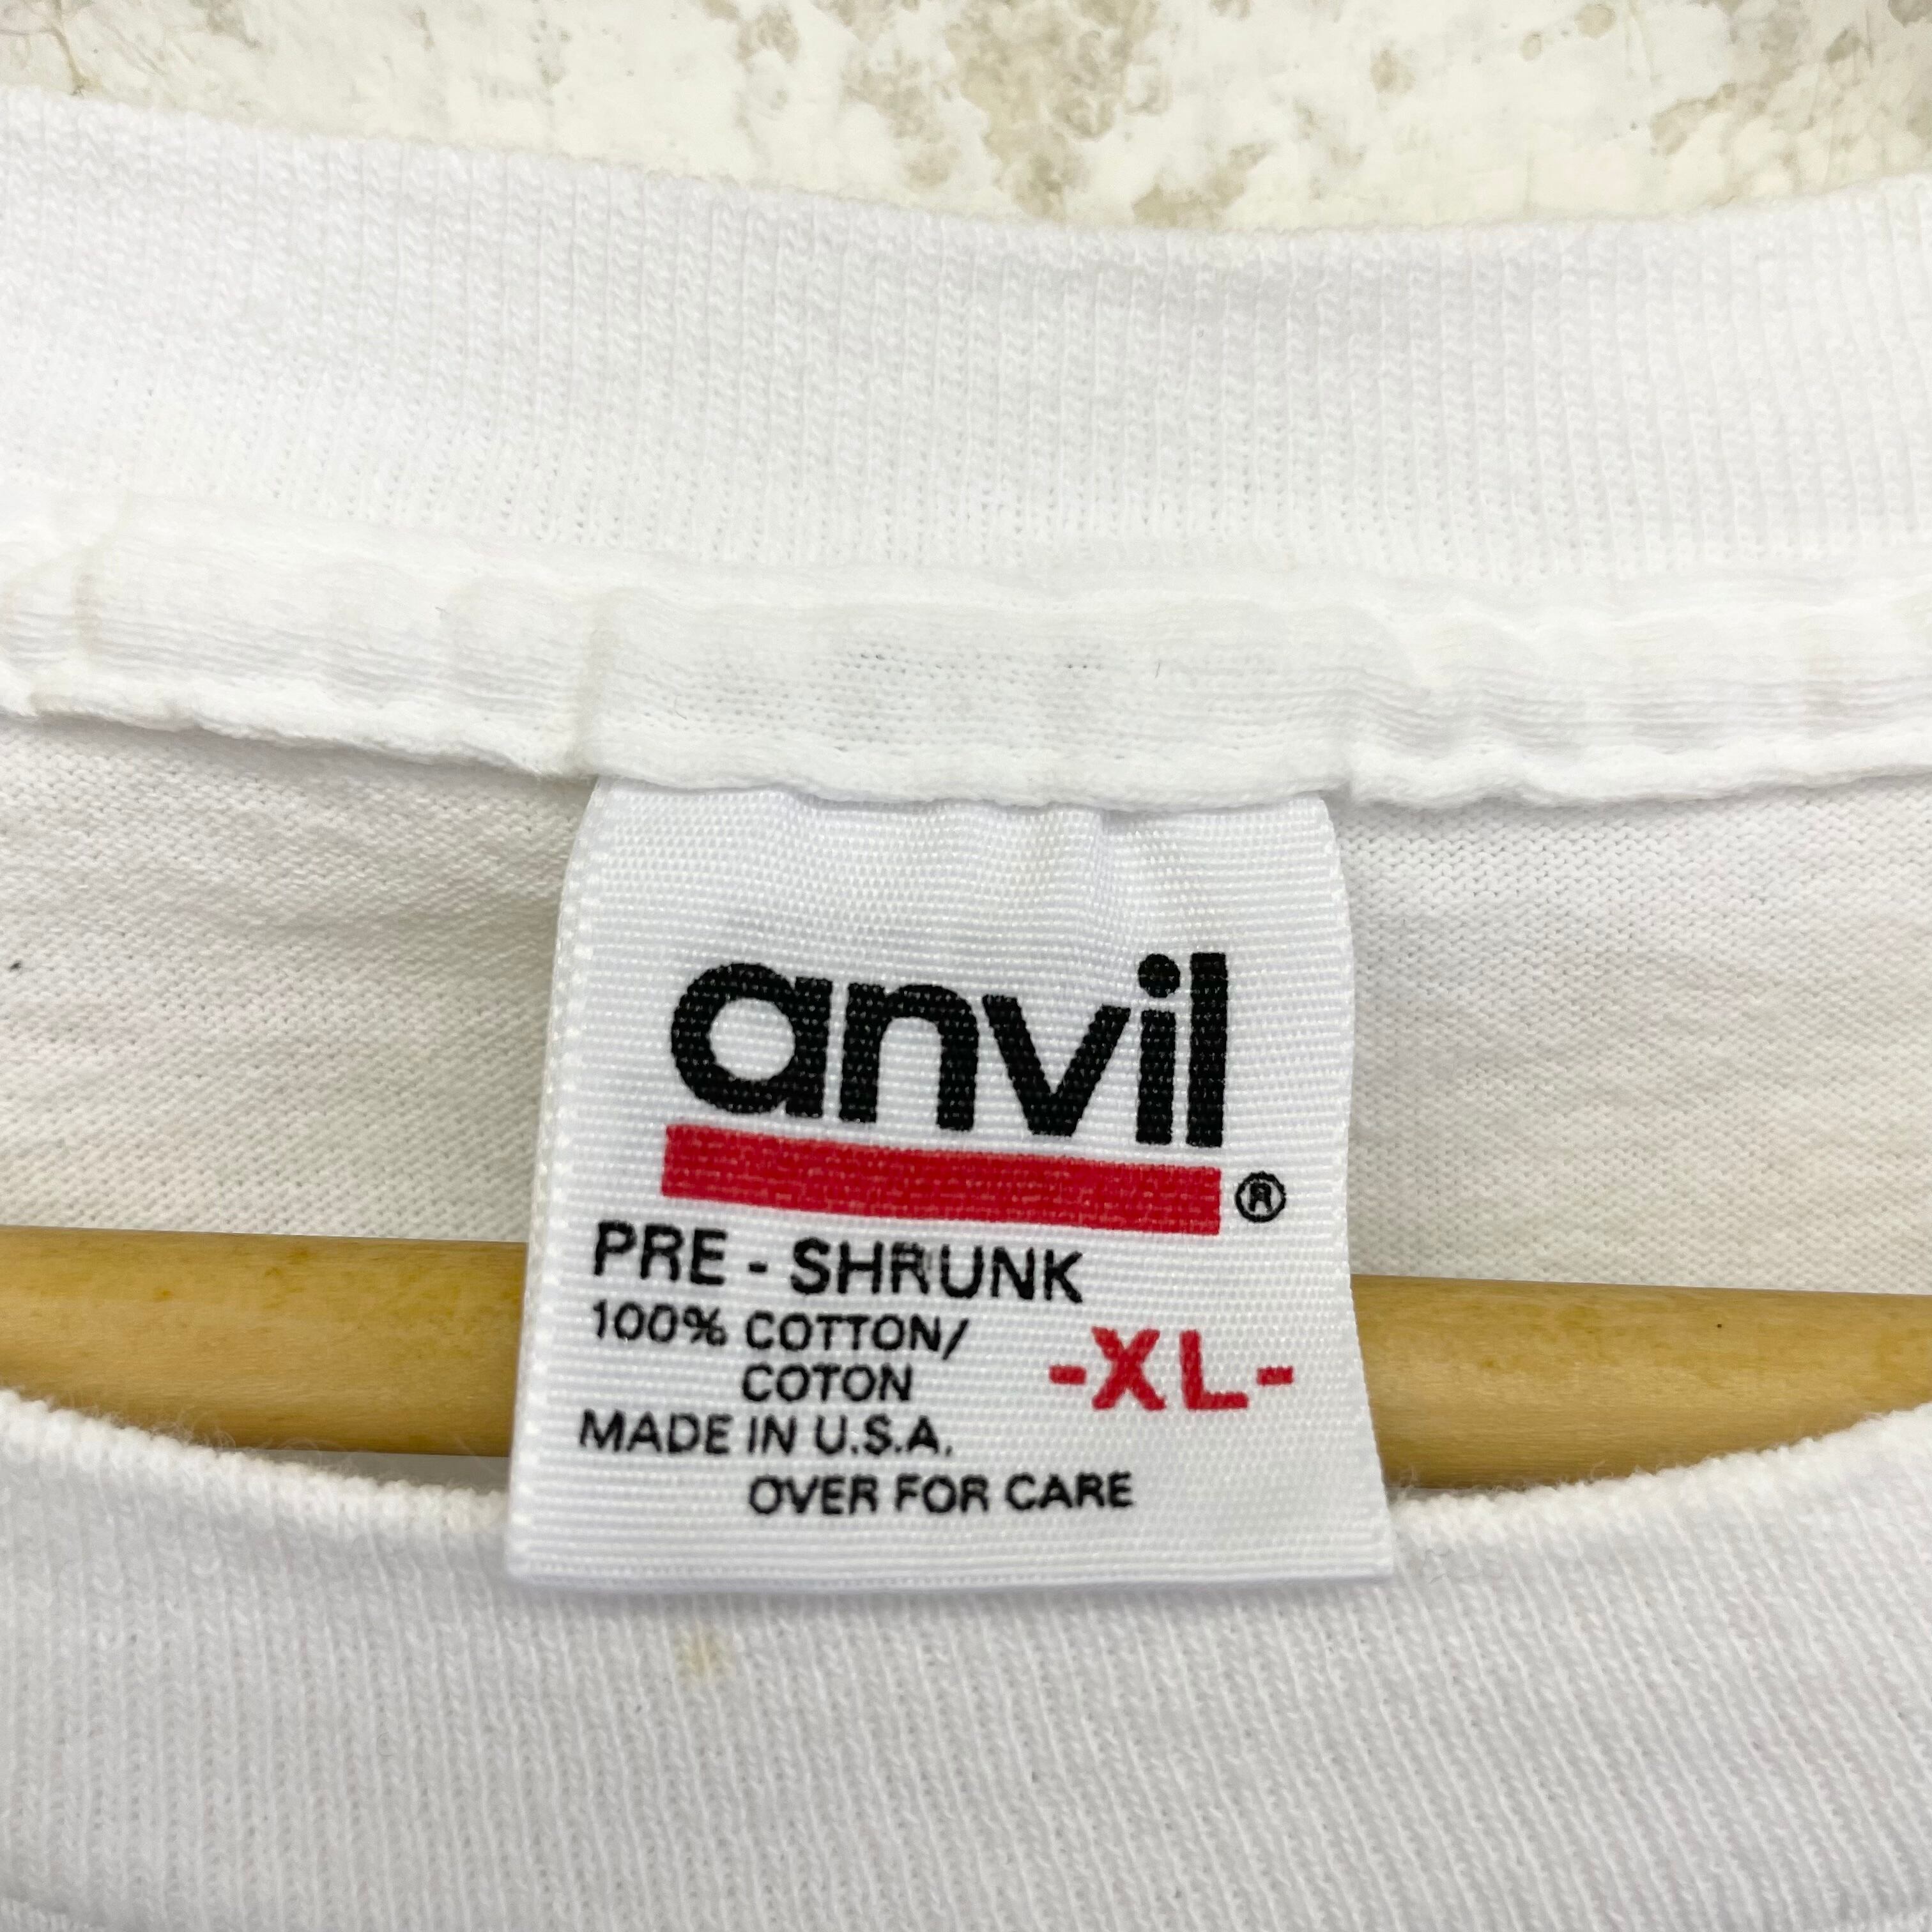 anvil®
PRE - SHRUNK
100% COTTON/
COTON
-XL-
MADE IN U.S.A.
OVER FOR CARE